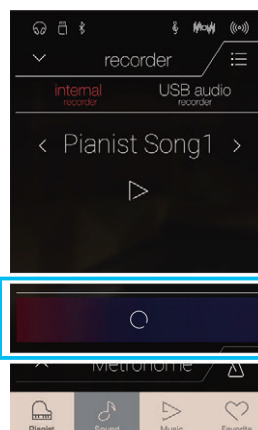 recorder
internal
recorder
USB audio
recorder
Pianist Song1
Metronome
Pianist
Sound
Music
Favorite